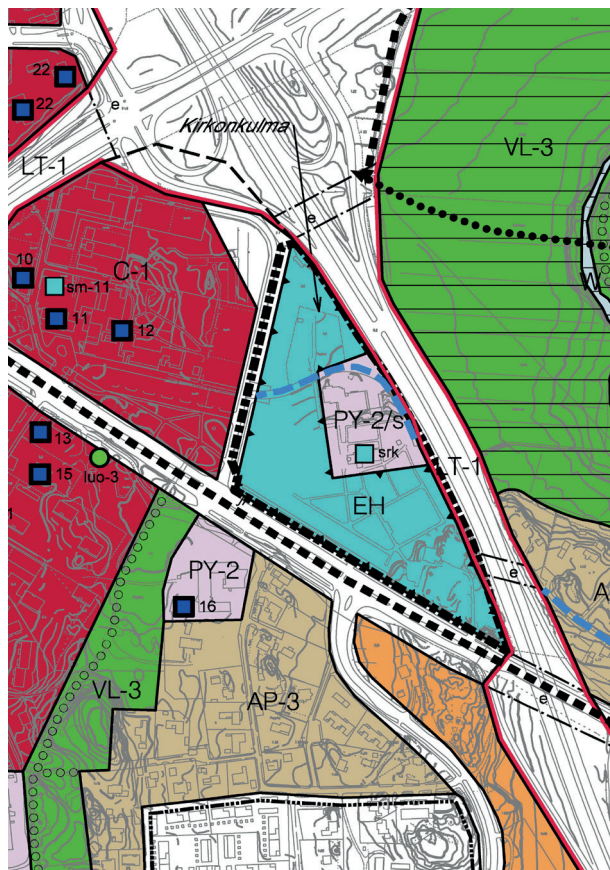 22
22
e
Kirkonkulma
VL-3
LT-1
e
10
C-1
W
sm-11
11
12
13
PY-2/s
srk
15
luo-3
T-1
EH
1
e
PY-2
A
16
VL-3
AP-3
e